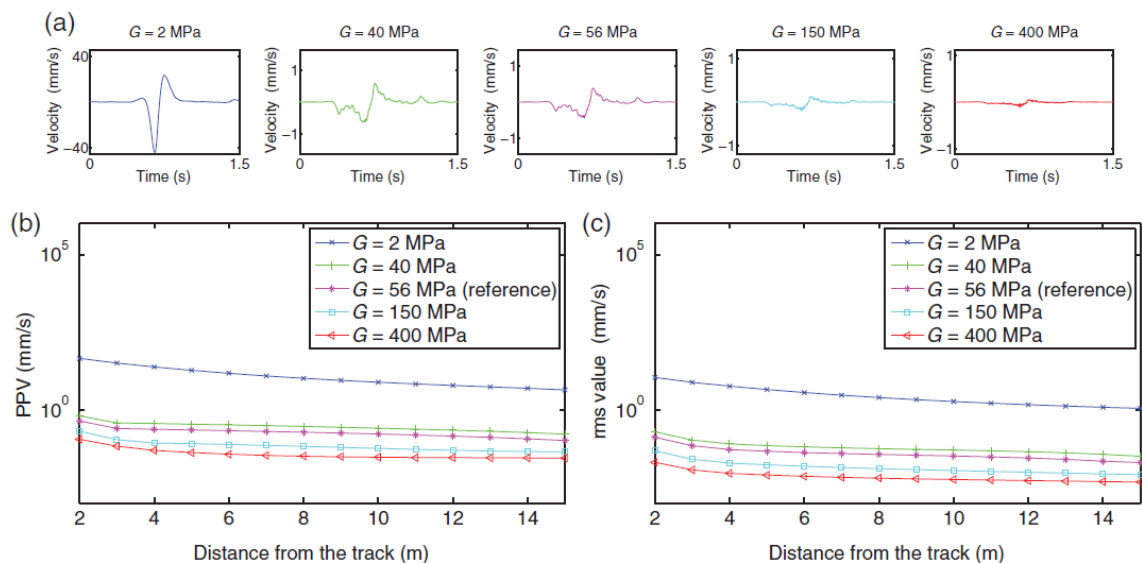 (a)
G = 2 MPa
G = 40 MPa
G = 56 MPa
G = 150 MPa
G = 400 MPa
Velocity (mm/s)
40
−40
0
1.5
Time (s)
Velocity (mm/s)
1
−1
0
1.5
Time (s)
Velocity (mm/s)
1
−1
0
1.5
Time (s)
Velocity (mm/s)
1
−1
0
1.5
Time (s)
Velocity (mm/s)
1
−1
0
1.5
Time (s)
(b)
PPV (mm/s)
10^5
10^0
G = 2 MPa
G = 40 MPa
G = 56 MPa (reference)
G = 150 MPa
G = 400 MPa
2 4 6 8 10 12 14
Distance from the track (m)
(c)
rms value (mm/s)
10^5
10^0
G = 2 MPa
G = 40 MPa
G = 56 MPa (reference)
G = 150 MPa
G = 400 MPa
2 4 6 8 10 12 14
Distance from the track (m)